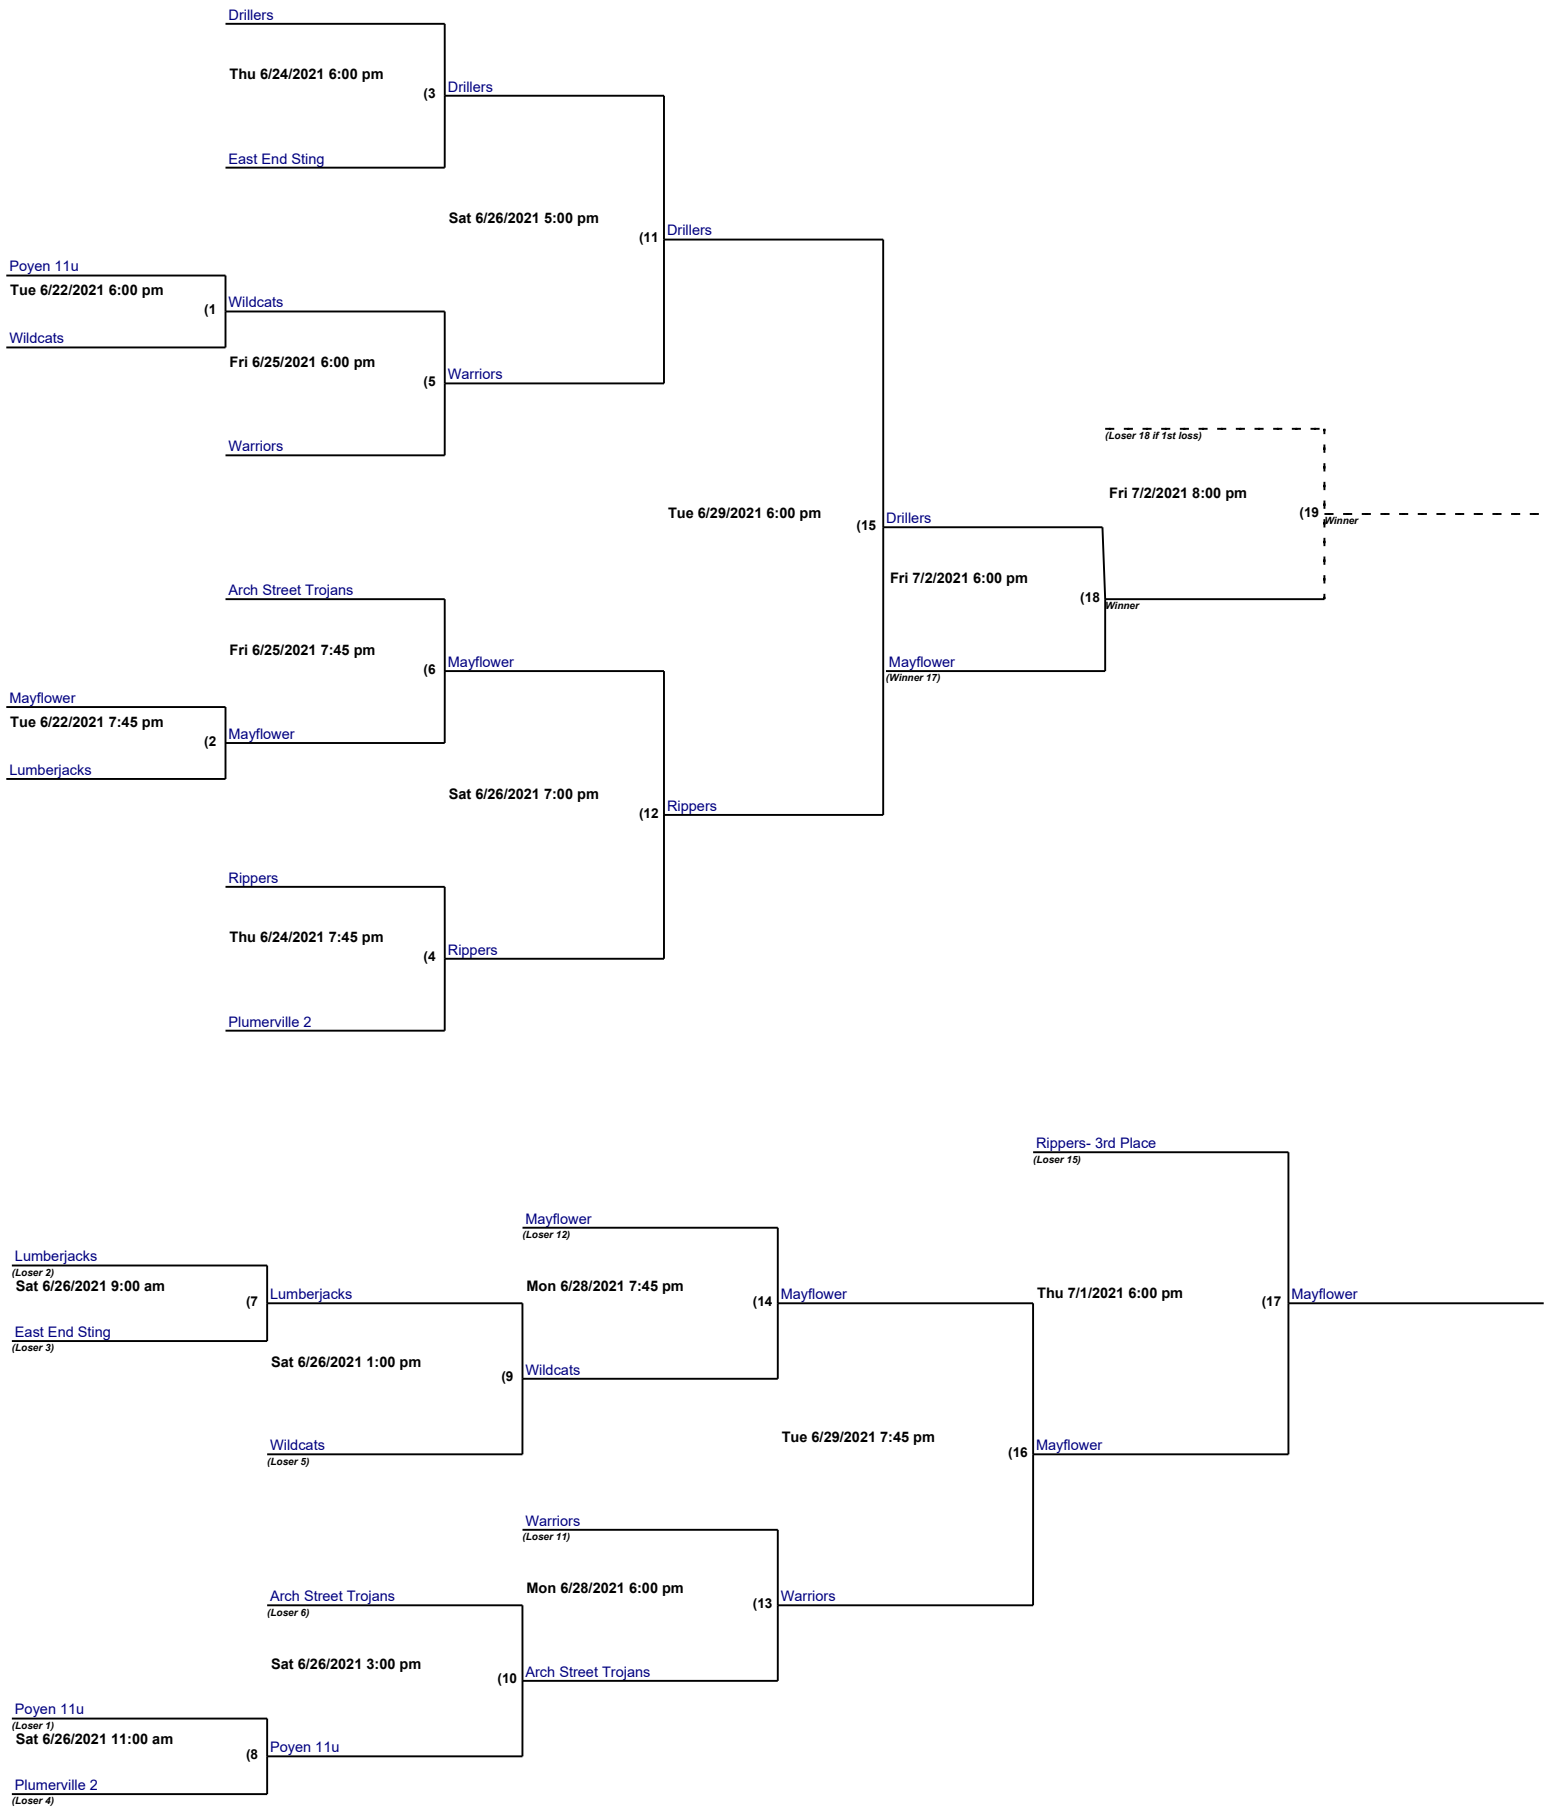 Drillers
Thu 6/24/2021 6:00 pm
(3
Drillers
East End Sting
Sat 6/26/2021 5:00 pm
(11
Drillers
Poyen 11u
Tue 6/22/2021 6:00 pm
(1
Wildcats
Wildcats
Fri 6/25/2021 6:00 pm
(5
Warriors
Warriors
(Loser 18 if 1st loss)
Fri 7/2/2021 8:00 pm
(19
Winner
Tue 6/29/2021 6:00 pm
(15
Drillers
Fri 7/2/2021 6:00 pm
(18
Winner
Mayflower
(Winner 17)
Arch Street Trojans
Fri 6/25/2021 7:45 pm
(6
Mayflower
Mayflower
Tue 6/22/2021 7:45 pm
(2
Mayflower
Lumberjacks
Sat 6/26/2021 7:00 pm
(12
Rippers
Rippers
Thu 6/24/2021 7:45 pm
(4
Rippers
Plumerville 2
Rippers- 3rd Place
(Loser 15)
Mayflower
(Loser 12)
Lumberjacks
(Loser 2)
Sat 6/26/2021 9:00 am
(7
Lumberjacks
East End Sting
(Loser 3)
Mon 6/28/2021 7:45 pm
(14
Mayflower
Thu 7/1/2021 6:00 pm
(17
Mayflower
Sat 6/26/2021 1:00 pm
(9
Wildcats
Wildcats
(Loser 5)
Tue 6/29/2021 7:45 pm
(16
Mayflower
Warriors
(Loser 11)
Mon 6/28/2021 6:00 pm
(13
Warriors
Arch Street Trojans
(Loser 6)
Sat 6/26/2021 3:00 pm
(10
Arch Street Trojans
Poyen 11u
(Loser 1)
Sat 6/26/2021 11:00 am
(8
Poyen 11u
Plumerville 2
(Loser 4)